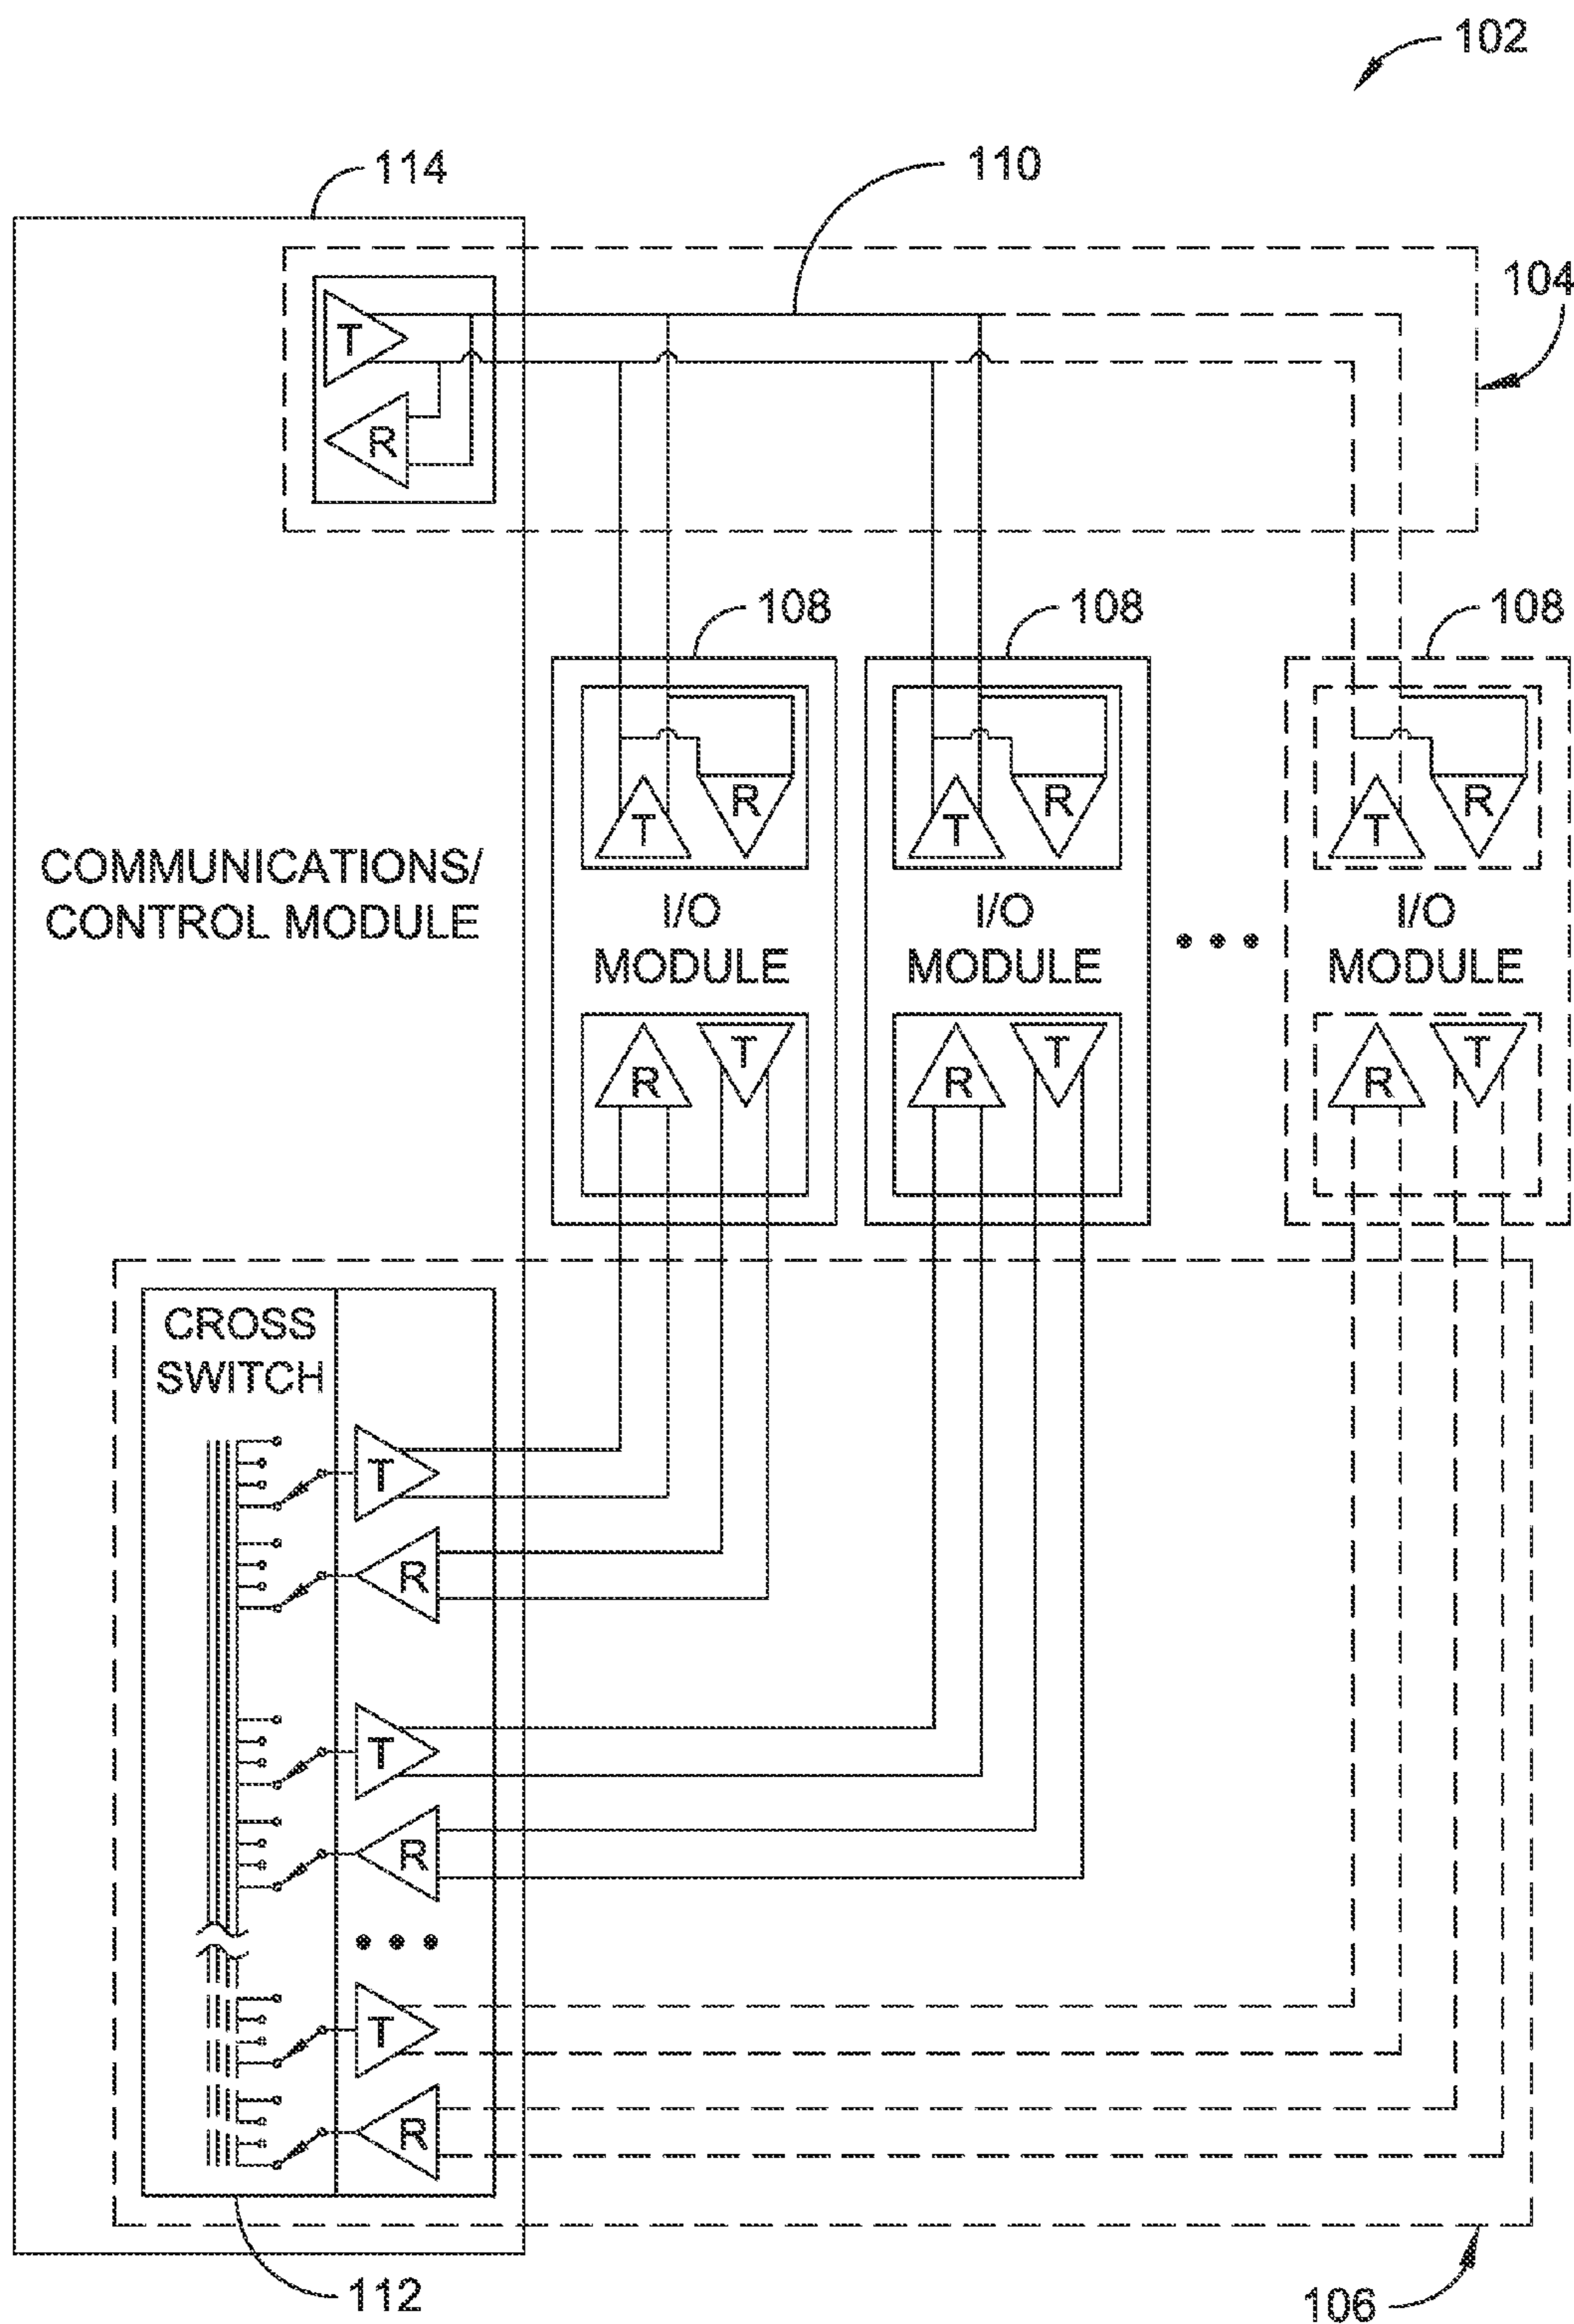 102
114
110
104
T
R
108
108
108
R
R
R
T
T
T
COMMUNICATIONS/
CONTROL MODULE
I/O
MODULE
I/O
MODULE
I/O
MODULE
R
T
R
T
R
T
CROSS
SWITCH
T
R
T
R
T
R
112
106